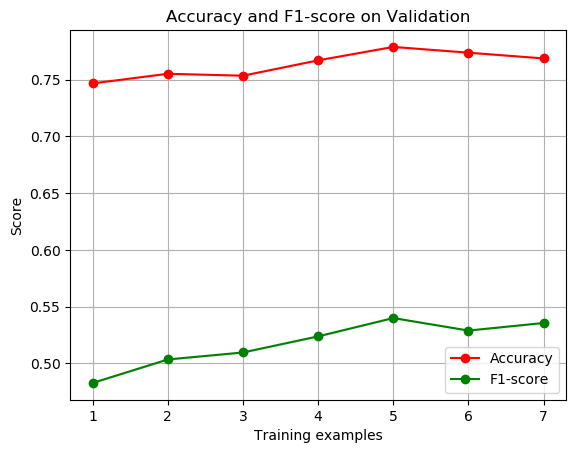 Accuracy and F1-score on Validation
Score
0.75
0.70
0.65
0.60
0.55
0.50
1 2 3 4 5 6 7
Training examples
Accuracy
F1-score